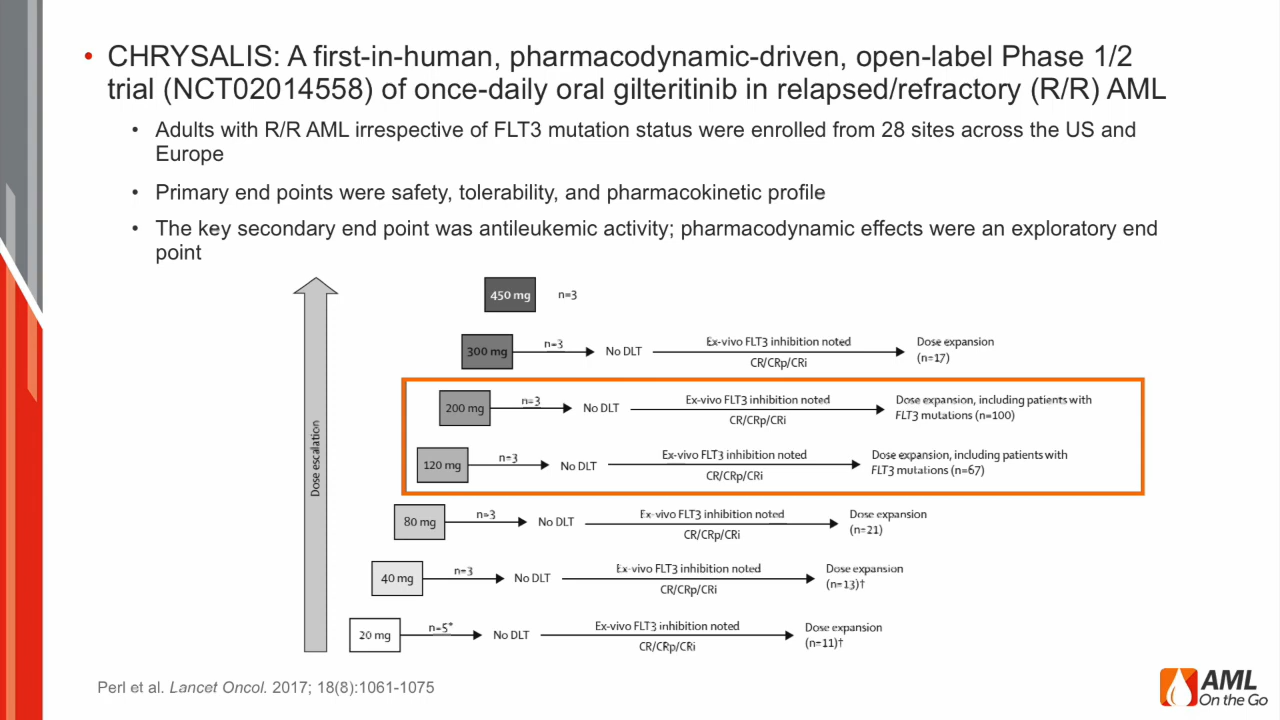 • CHRYSALIS: A first-in-human, pharmacodynamic-driven, open-label Phase 1/2
trial (NCT02014558) of once-daily oral gilteritinib in relapsed/refractory (R/R) AML
• Adults with R/R AML irrespective of FLT3 mutation status were enrolled from 28 sites across the US and
Europe
• Primary end points were safety, tolerability, and pharmacokinetic profile
• The key secondary end point was antileukemic activity; pharmacodynamic effects were an exploratory end
point
Dose escalation
450 mg n=3
300 mg n=3 No DLT Ex-vivo FLT3 inhibition noted Dose expansion
CR/CRp/CRi (n=17)
200 mg n=3 No DLT Ex-vivo FLT3 inhibition noted Dose expansion, including patients with
CR/CRp/CRi FLT3 mutations (n=100)
120 mg n=3 No DLT Ex-vivo FLT3 inhibition noted Dose expansion, including patients with
CR/CRp/CRi FLT3 mutations (n=67)
80 mg n=3 No DLT Ex-vivo FLT3 inhibition noted Dose expansion
CR/CRp/CRi (n=21)
40 mg n=3 No DLT Ex-vivo FLT3 inhibition noted Dose expansion
CR/CRp/CRi (n=13)†
20 mg n=5* No DLT Ex-vivo FLT3 inhibition noted Dose expansion
CR/CRp/CRi (n=11)†
Perl et al. Lancet Oncol. 2017; 18(8):1061-1075
AML
On the Go